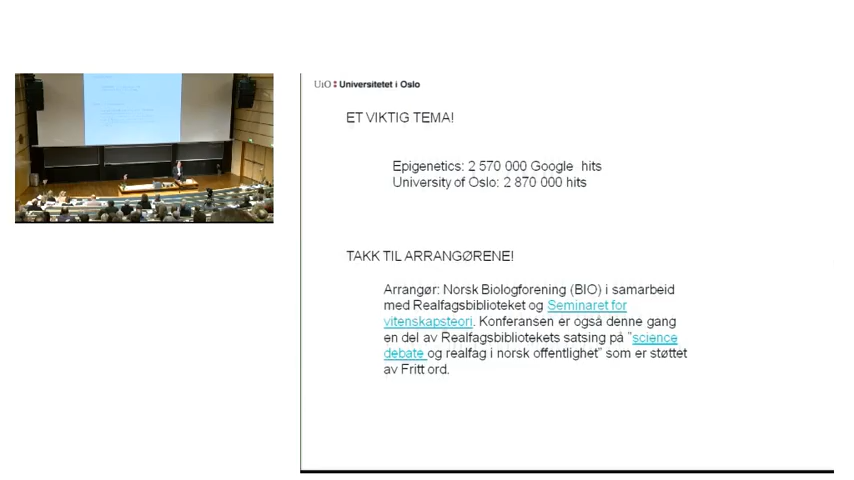 UiO Universitetet i Oslo
ET VIKTIG TEMA!
Epigenetics: 2 570 000 Google hits
University of Oslo: 2 870 000 hits
TAKK TIL ARRANGØRENE!
Arrangør: Norsk Biologforening (BIO) i samarbeid
med Realfagsbiblioteket og Seminaret for
vitenskapsteori. Konferansen er også denne gang
en del av Realfagsbibliotekets satsing på "science
debate og realfag i norsk offentlighet" som er støttet
av Fritt ord.